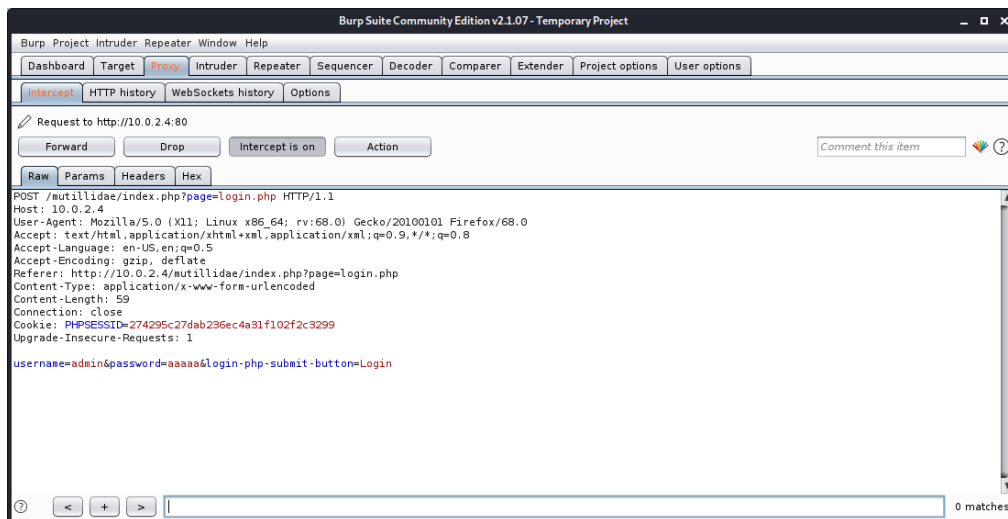 Burp Suite Community Edition v2.1.07 - Temporary Project
Burp Project Intruder Repeater Window Help
Dashboard Target Proxy Intruder Repeater Sequencer Decoder Comparer Extender Project options User options
Intercept HTTP history WebSockets history Options
Request to http://10.0.2.4:80
Forward Drop Intercept is on Action Comment this item ?
Raw Params Headers Hex
POST /mutillidae/index.php?page=login.php HTTP/1.1
Host: 10.0.2.4
User-Agent: Mozilla/5.0 (X11; Linux x86_64; rv:68.0) Gecko/20100101 Firefox/68.0
Accept: text/html,application/xhtml+xml,application/xml;q=0.9,*/*;q=0.8
Accept-Language: en-US,en;q=0.5
Accept-Encoding: gzip, deflate
Referer: http://10.0.2.4/mutillidae/index.php?page=login.php
Content-Type: application/x-www-form-urlencoded
Content-Length: 59
Connection: close
Cookie: PHPSESSID=274295c27dab236ec4a31f102f2c3299
Upgrade-Insecure-Requests: 1
username=admin&password=aaaaa&login-php-submit-button=Login
? < + > 0 matches